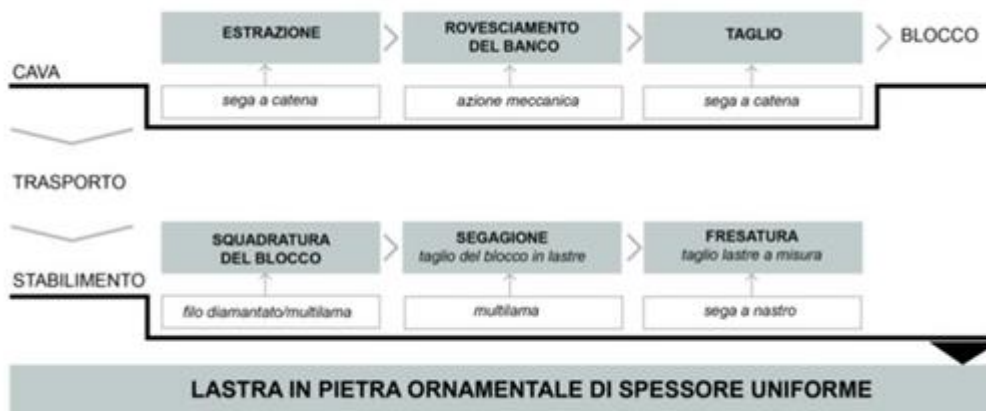 ESTRAZIONE
ROVESCIAMENTO
DEL BANCO
TAGLIO
BLOCCO
CAVA
sega a catena
azione meccanica
sega a catena
TRASPORTO
SQUADRATURA
DEL BLOCCO
SEGAGIONE
taglio del blocco in lastre
FRESATURA
taglio lastre a misura
STABILIMENTO
filo diamantato/multilama
multilama
sega a nastro
LASTRA IN PIETRA ORNAMENTALE DI SPESSORE UNIFORME